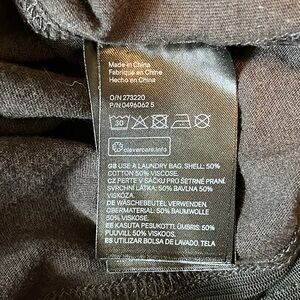 Made in China
Fabriqué en Chine
Hecho en China
O/N 273220
P/N 0496062 5
30
clevercare.info
GB USE A LAUNDRY BAG. SHELL: 50%
COTTON 50% VISCOSE.
CZ PERTE V SÁČKU PRO ŠETRNÉ PRANÍ.
SVRCHNÍ LÁTKA: 50% BAVLNA 50%
VISKÓZA.
DE WÄSCHEBEUTEL VERWENDEN.
OBERMATERIAL: 50% BAUMWOLLE
50% VISKOSE.
EE KASUTA PESUKOTTI. ÜMBRIS: 50%
PUUVILL 50% VISKOOS.
ES UTILIZAR BOLSA DE LAVADO. TELA